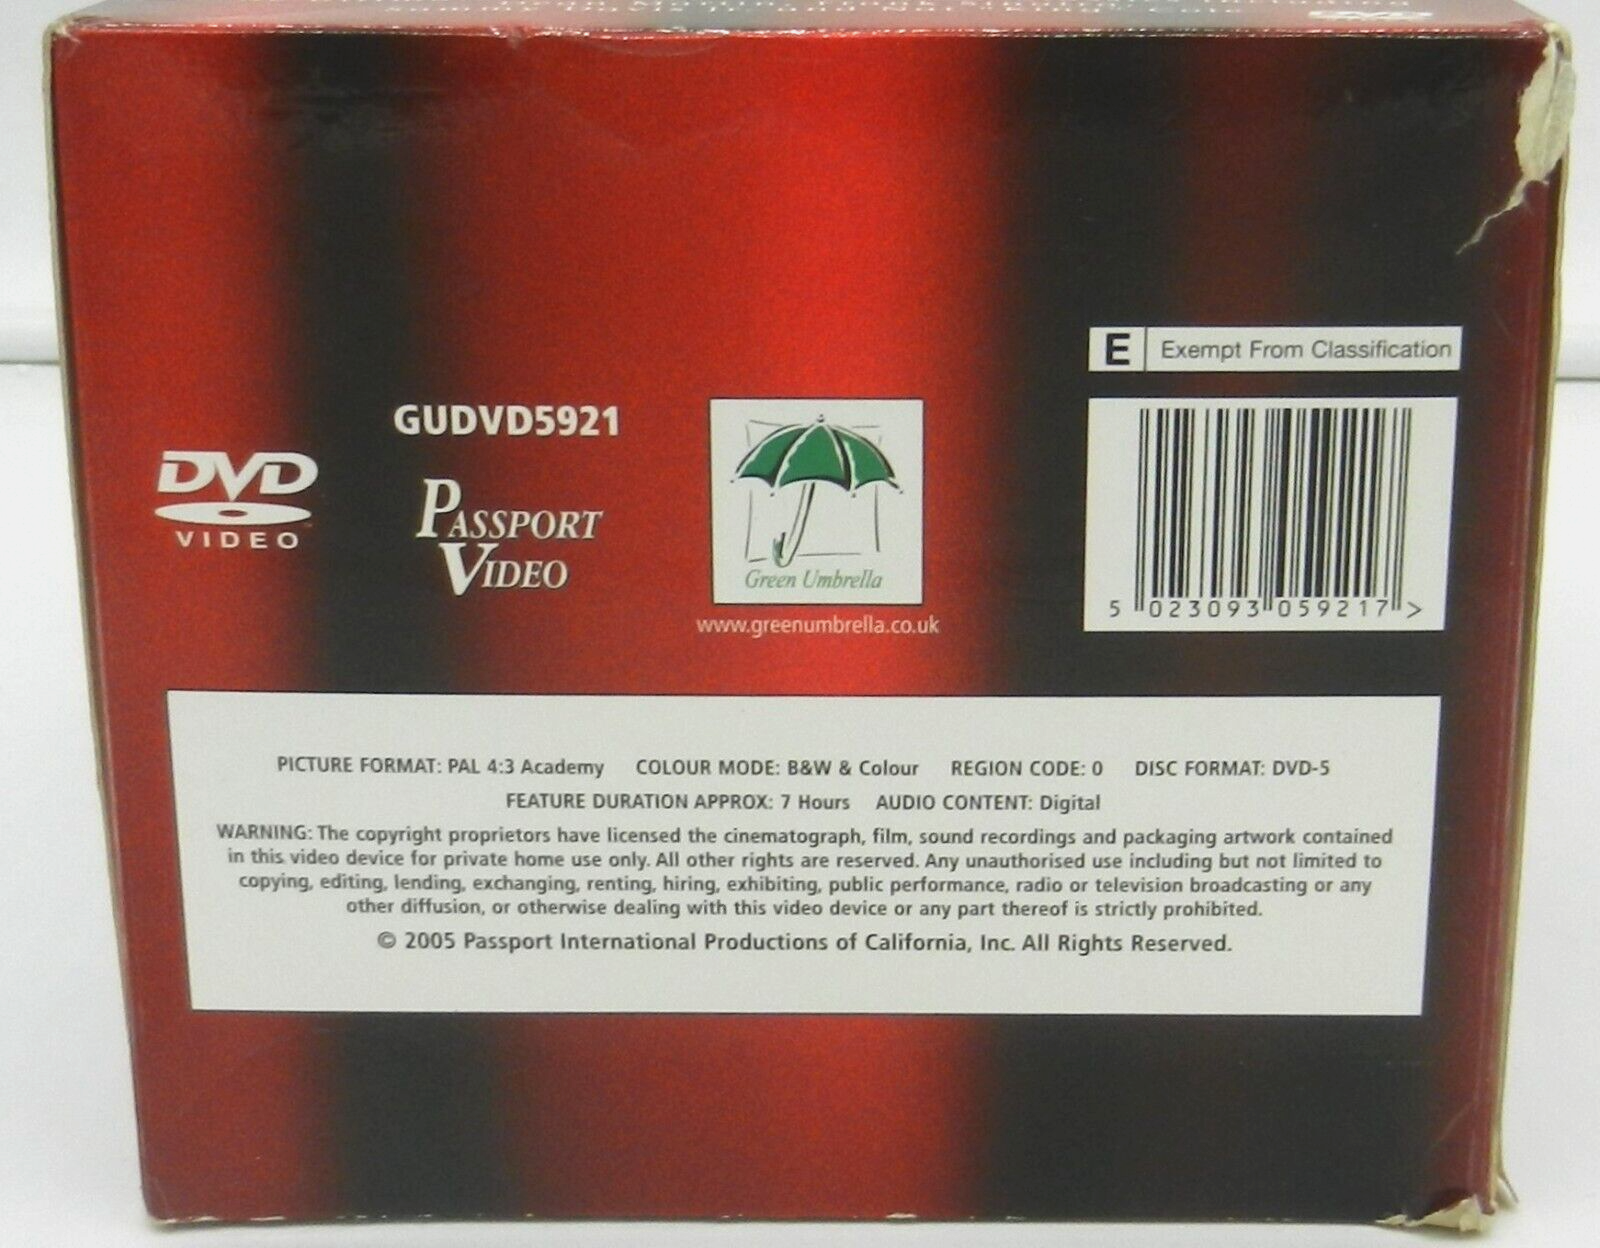 DVD
E Exempt From Classification
GUDVD5921
DVD
VIDEO™
PASSPORT
VIDEO
Green Umbrella
www.greenumbrella.co.uk
5 023093 059217 >
PICTURE FORMAT: PAL 4:3 Academy COLOUR MODE: B&W & Colour REGION CODE: 0 DISC FORMAT: DVD-5
FEATURE DURATION APPROX: 7 Hours AUDIO CONTENT: Digital
WARNING: The copyright proprietors have licensed the cinematograph, film, sound recordings and packaging artwork contained
in this video device for private home use only. All other rights are reserved. Any unauthorised use including but not limited to
copying, editing, lending, exchanging, renting, hiring, exhibiting, public performance, radio or television broadcasting or any
other diffusion, or otherwise dealing with this video device or any part thereof is strictly prohibited.
© 2005 Passport International Productions of California, Inc. All Rights Reserved.